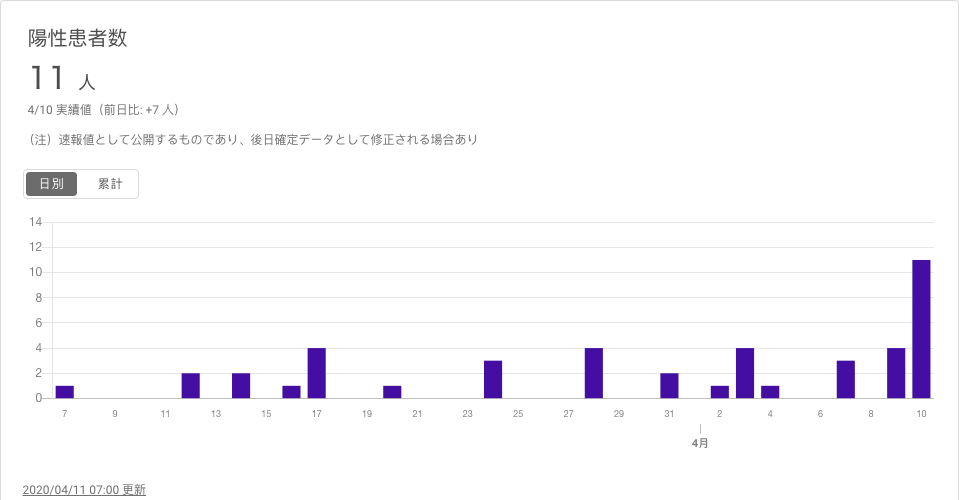 陽性患者数
11 人
4/10 実績値（前日比: +7 人）
（注）速報値として公開するものであり、後日確定データとして修正される場合あり
日別 累計
14
12
10
8
6
4
2
0
7 9 11 13 15 17 19 21 23 25 27 29 31 2 4 6 8 10
4月
2020/04/11 07:00 更新